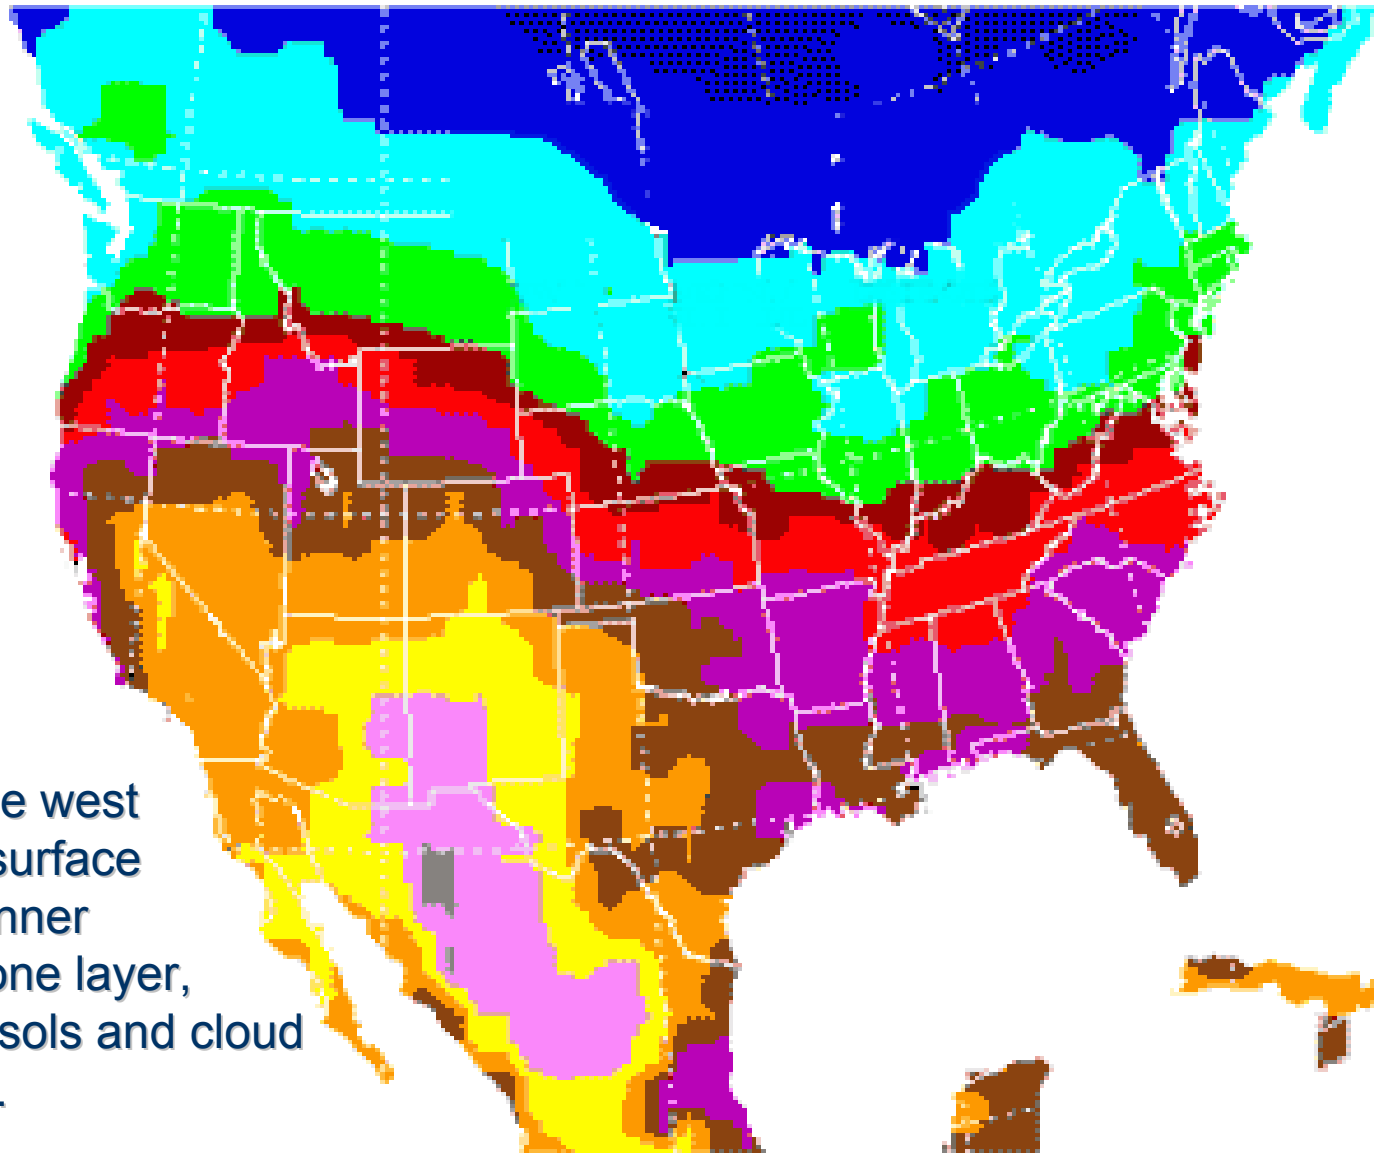 e west
surface
nner
one layer,
sols and cloud
.